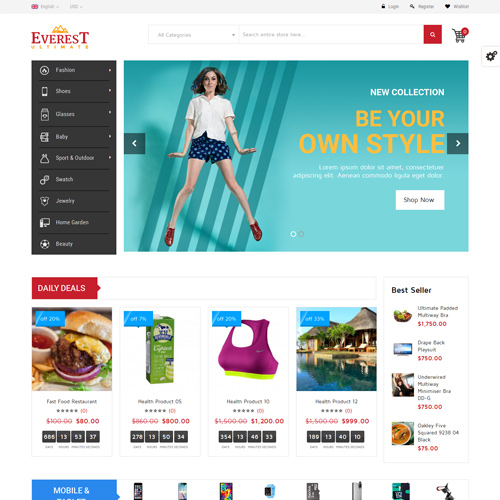 English
USD
Login
Register
Wishlist
EVEREST
ULTIMATE
All Categories
Search entire store here ...
0
Fashion
Shoes
Glasses
Baby
Sport & Outdoor
Swatch
Jewelry
Home Garden
Beauty
NEW COLLECTION
BE YOUR
OWN STYLE
Lorem ipsum dolor sit amet, consectetuer
adipiscing elit. Aenean commodo ligula eget dolor.
Shop Now
DAILY DEALS
off 20%
Fast Food Restaurant
(0)
$100.00 $80.00
686 13 53 37
DAYS HOURS MINUTES SECONDS
off 7%
Health Product 05
(0)
$860.00 $800.00
278 13 50 34
DAYS HOURS MINUTES SECONDS
off 20%
Health Product 10
(0)
$1,500.00 $1,200.00
354 13 46 33
DAYS HOURS MINUTES SECONDS
off 33%
Health Product 12
(0)
$1,500.00 $999.00
189 13 40 10
DAYS HOURS MINUTES SECONDS
Best Seller
Ultimate Padded
Multiway Bra
$1,750.00
Drape Back
Playsuit
$750.00
Underwired
Multiway
Minimiser Bra
DD-G
$750.00
Oakley Five
Squared 9238 04
Black
$75.00
MOBILE &